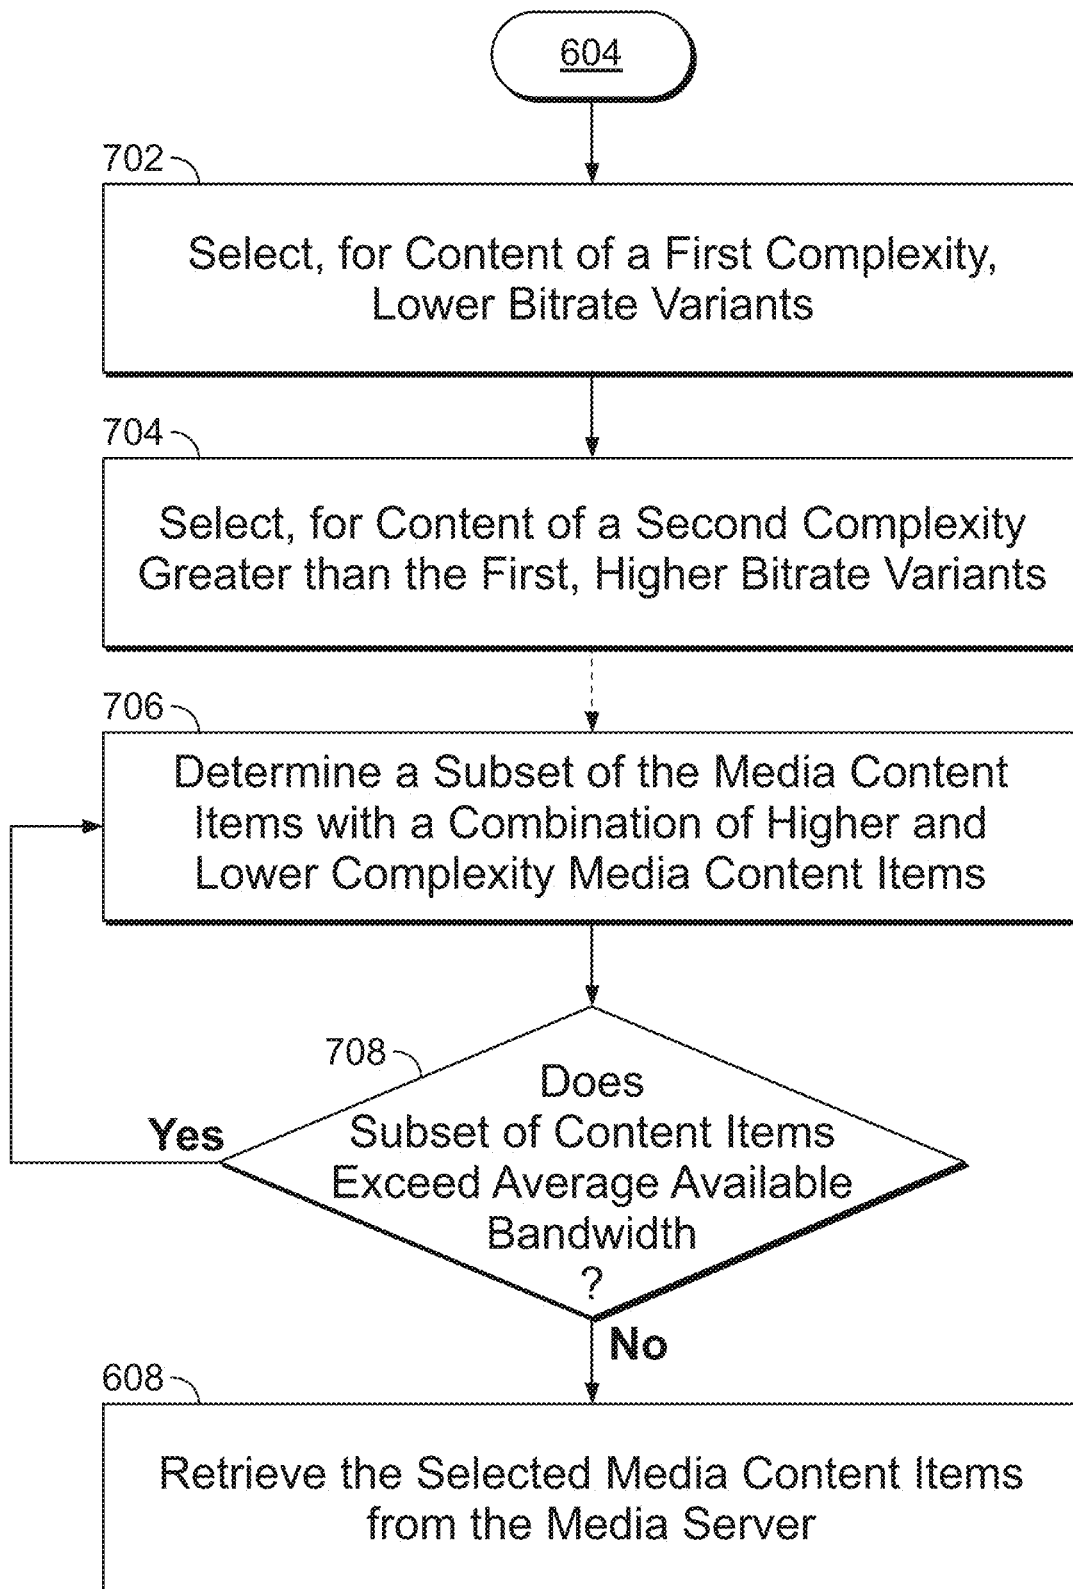 604
702
Select, for Content of a First Complexity,
Lower Bitrate Variants
704
Select, for Content of a Second Complexity
Greater than the First, Higher Bitrate Variants
706
Determine a Subset of the Media Content
Items with a Combination of Higher and
Lower Complexity Media Content Items
708
Does
Subset of Content Items
Exceed Average Available
Bandwidth
?
Yes
No
608
Retrieve the Selected Media Content Items
from the Media Server